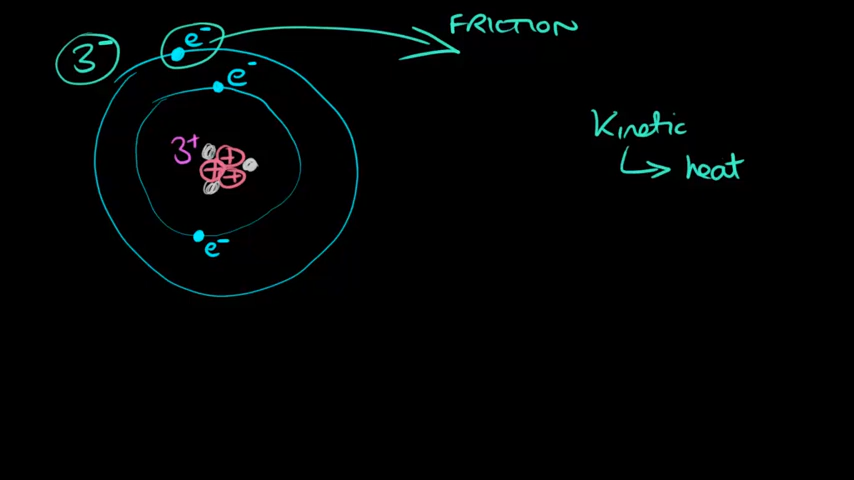 FRICTION
3⁻
e⁻
e⁻
Kinetic
3⁺
+
+
+
heat
e⁻